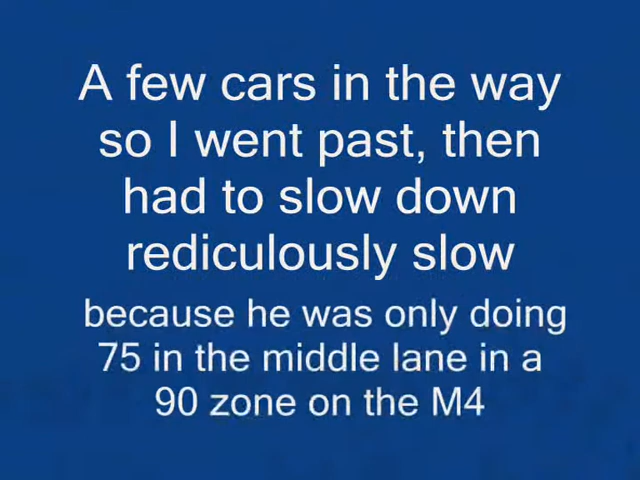 A few cars in the way
so I went past, then
had to slow down
rediculously slow
because he was only doing
75 in the middle lane in a
90 zone on the M4